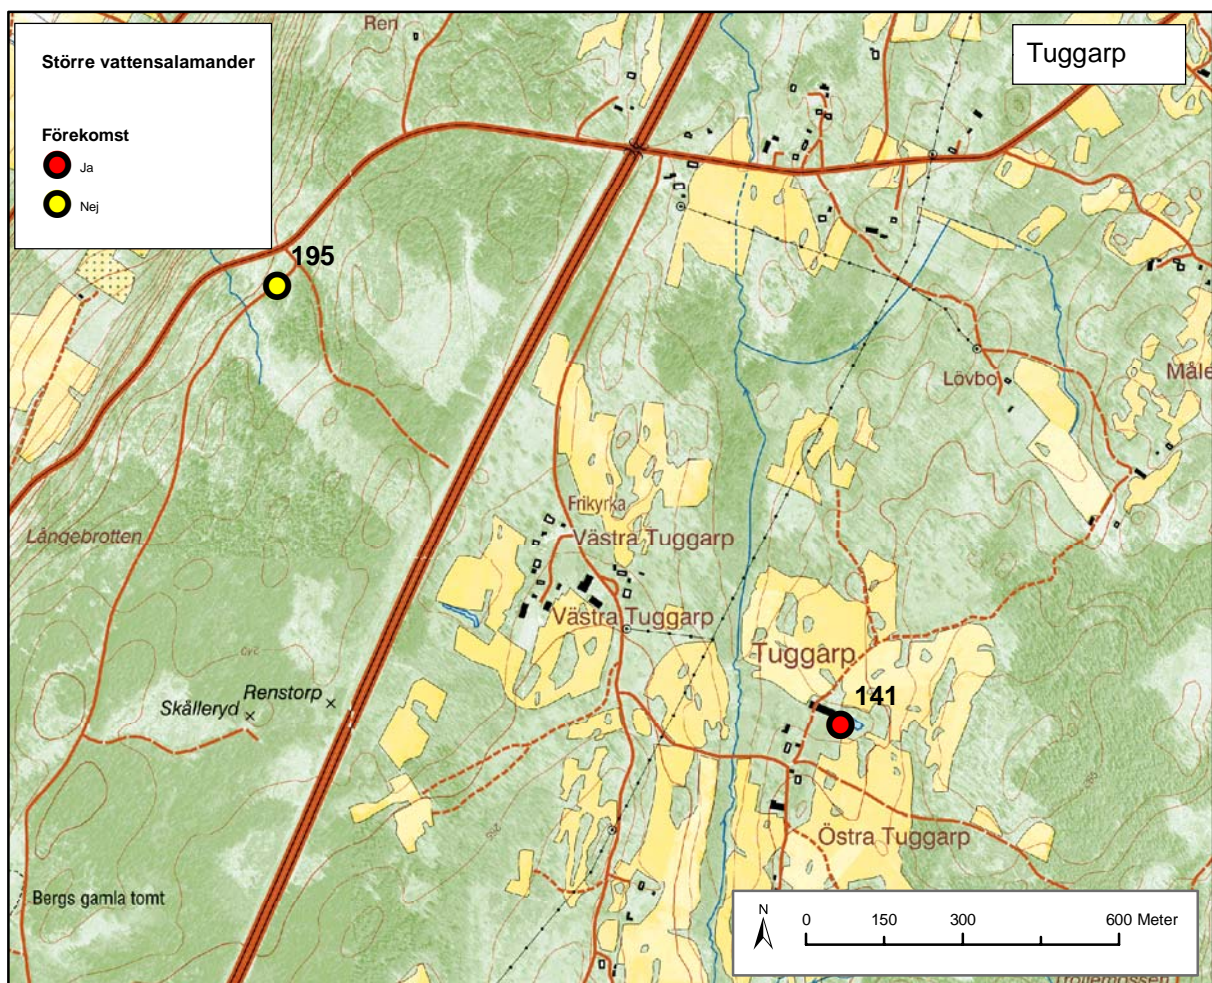 Större vattensalamander
Förekomst
Ja
Nej
Ren
Tuggarp
195
Lövbo
Måle
Frikyrka
Västra Tuggarp
Långebrotten
Västra Tuggarp
Tuggarp
240
Renstorp
Skälleryd
141
Östra Tuggarp
Bergs gamla tomt
N
0
150
300
600 Meter